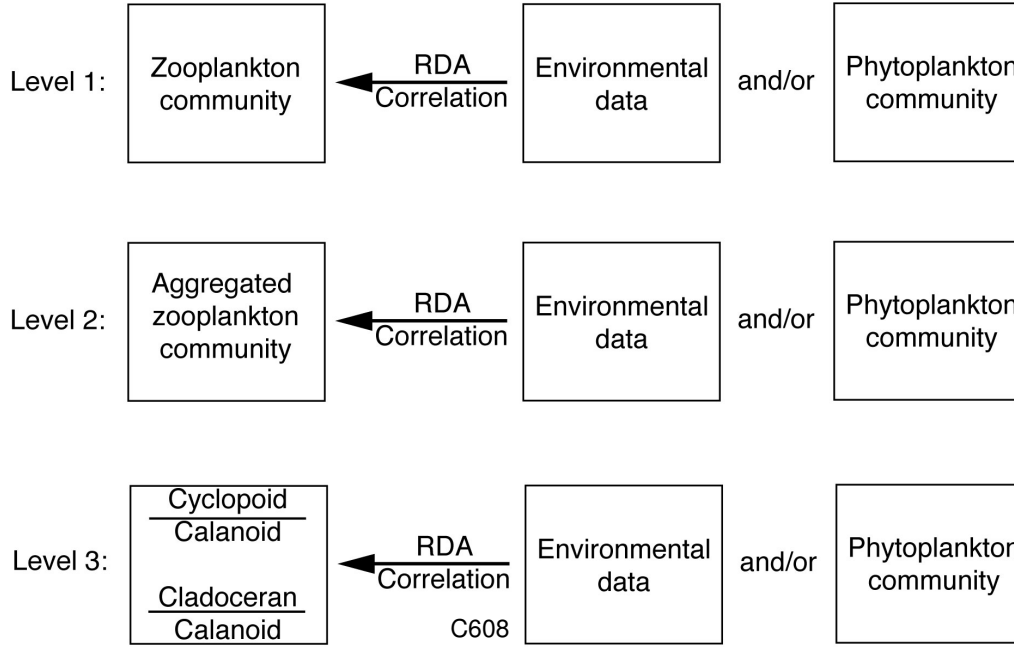 Level 1:
Zooplankton
community
RDA
Correlation
Environmental
data
and/or
Phytoplankton
community
Level 2:
Aggregated
zooplankton
community
RDA
Correlation
Environmental
data
and/or
Phytoplankton
community
Level 3:
Cyclopoid
Calanoid
Cladoceran
Calanoid
RDA
Correlation
C608
Environmental
data
and/or
Phytoplankton
community